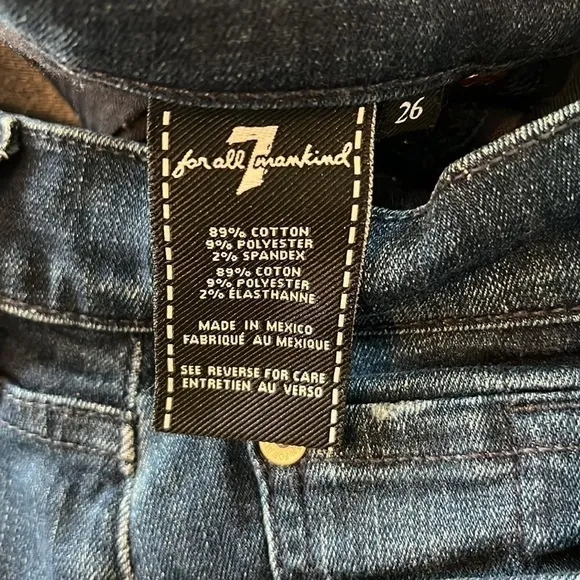 26
7
for all mankind
89% COTTON
9% POLYESTER
2% SPANDEX
89% COTON
9% POLYESTER
2% ÉLASTHANNE
MADE IN MEXICO
FABRIQUÉ AU MEXIQUE
SEE REVERSE FOR CARE
ENTRETIEN AU VERSO